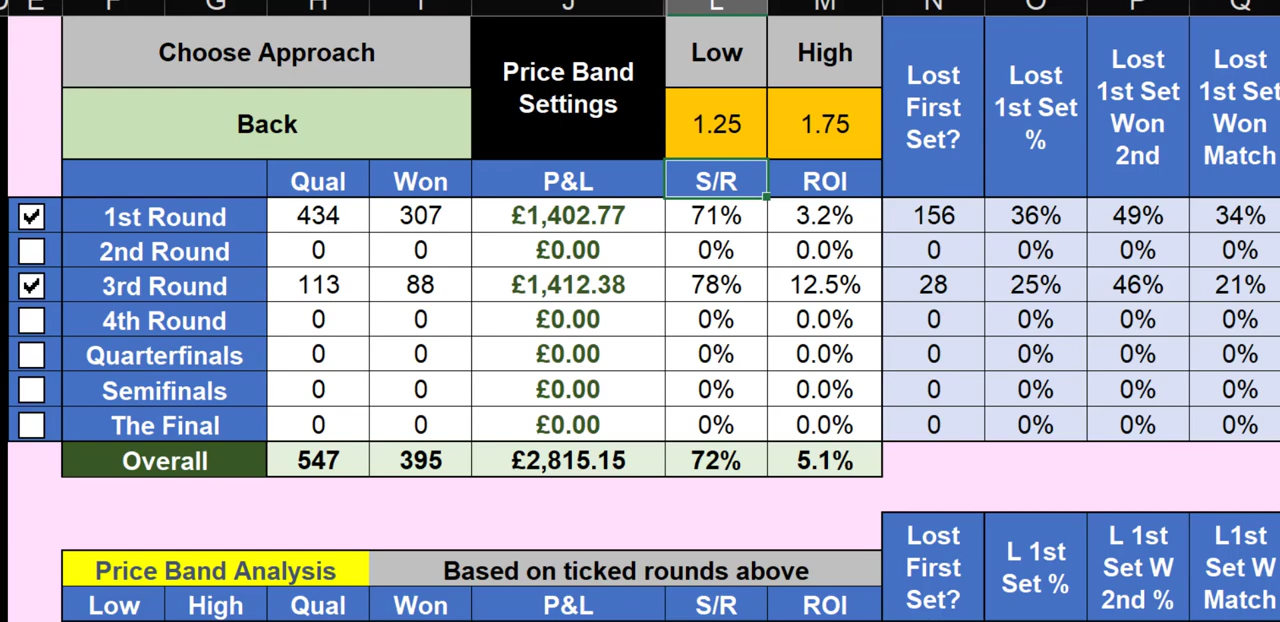 E F G H I J L M N O P Q
Choose Approach Price Band Settings Low High Lost First Set? Lost 1st Set % Lost 1st Set Won 2nd Lost 1st Set Won Match
Back 1.25 1.75
Qual Won P&L S/R ROI
1st Round 434 307 £1,402.77 71% 3.2% 156 36% 49% 34%
2nd Round 0 0 £0.00 0% 0.0% 0 0% 0% 0%
3rd Round 113 88 £1,412.38 78% 12.5% 28 25% 46% 21%
4th Round 0 0 £0.00 0% 0.0% 0 0% 0% 0%
Quarterfinals 0 0 £0.00 0% 0.0% 0 0% 0% 0%
Semifinals 0 0 £0.00 0% 0.0% 0 0% 0% 0%
The Final 0 0 £0.00 0% 0.0% 0 0% 0% 0%
Overall 547 395 £2,815.15 72% 5.1%
Price Band Analysis Based on ticked rounds above Lost First Set? L 1st Set % L 1st Set W 2nd % L1st Set W Match
Low High Qual Won P&L S/R ROI